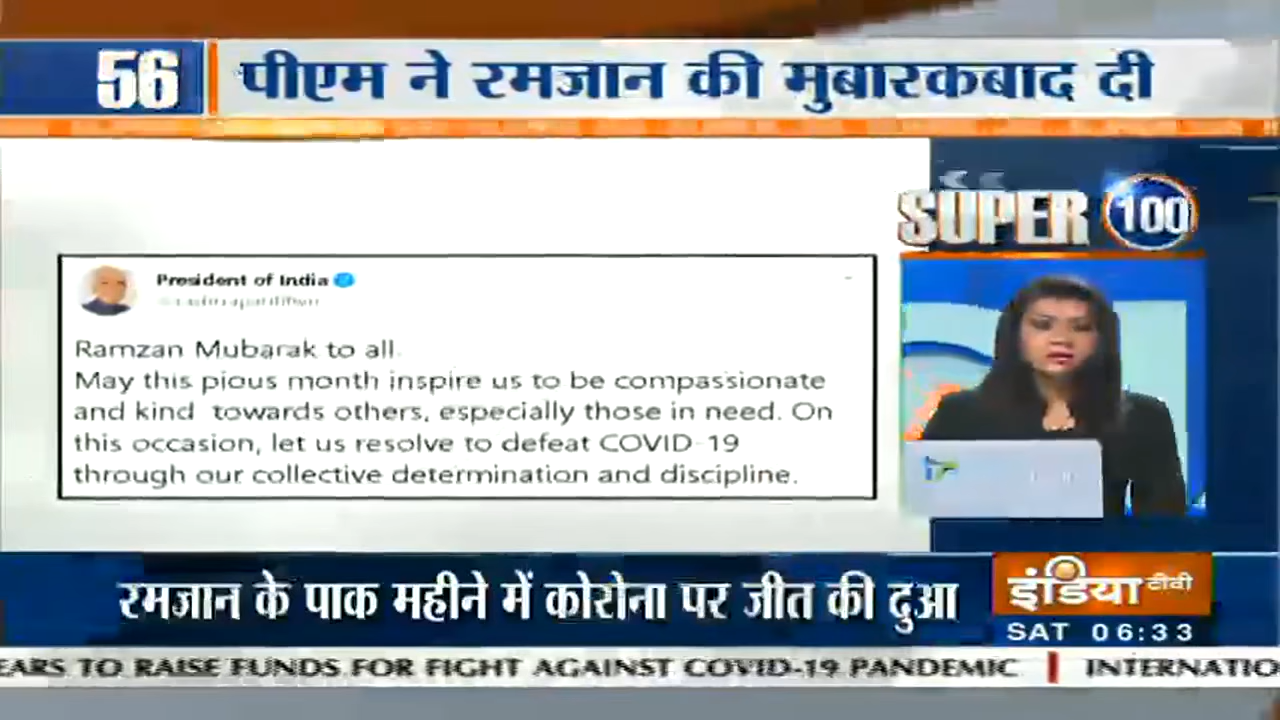 56
पीएम ने रमजान की मुबारकबाद दी
SUPER 100
President of India
Ramzan Mubarak to all.
May this pious month inspire us to be compassionate
and kind towards others, especially those in need. On
this occasion, let us resolve to defeat COVID-19
through our collective determination and discipline.
रमजान के पाक महीने में कोरोना पर जीत की दुआ
इंडिया टीवी
SAT 06:33
EARS TO RAISE FUNDS FOR FIGHT AGAINST COVID-19 PANDEMIC | INTERNATIO